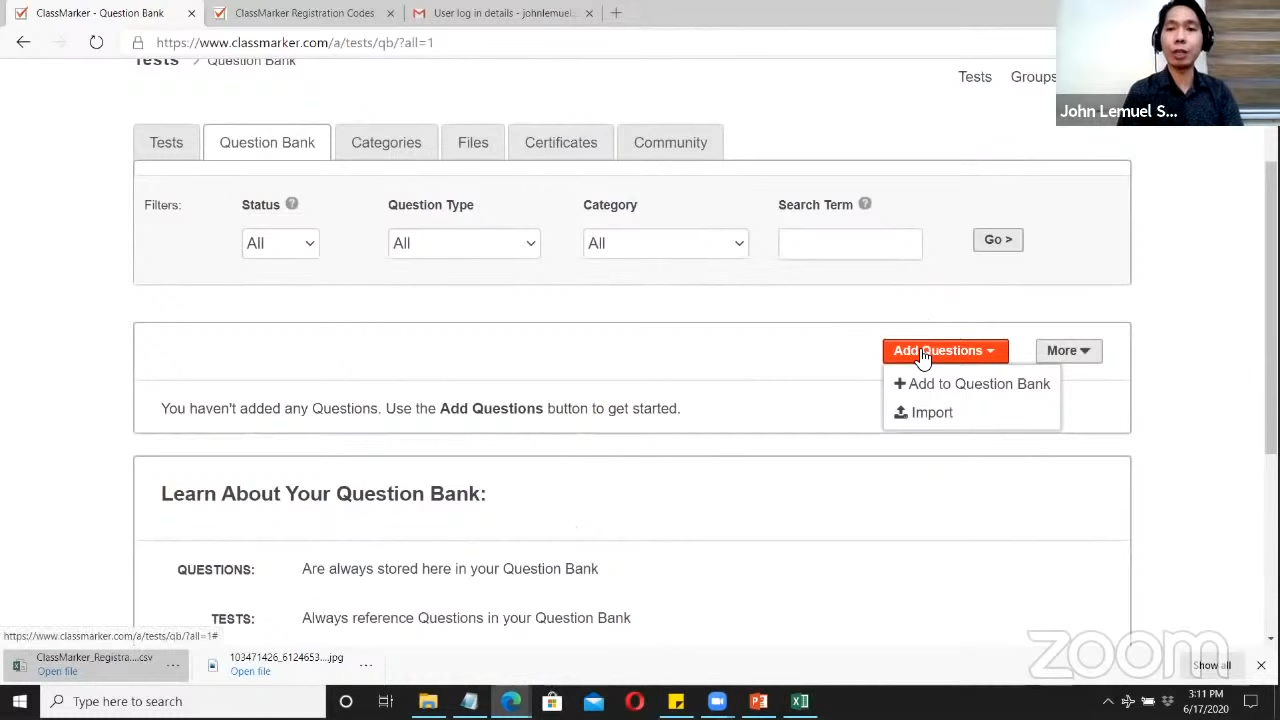 ClassMarker - Question Bank
ClassMarker Registration Codes
User log in details - johnlemuel
https://www.classmarker.com/a/tests/qb/?all=1
Tests Question Bank
Tests Groups
John Lemuel S...
Tests Question Bank Categories Files Certificates Community
Filters: Status Question Type Category Search Term
All All All Go >
Add Questions More
Add to Question Bank
You haven't added any Questions. Use the Add Questions button to get started.
Import
Learn About Your Question Bank:
QUESTIONS: Are always stored here in your Question Bank
TESTS: Always reference Questions in your Question Bank
https://www.classmarker.com/a/tests/qb/?all=1#
ClassMarker_Registra....csv
Open file
103471426_6124653....jpg
Open file
zoom
Show all
Type here to search
3:11 PM
6/17/2020